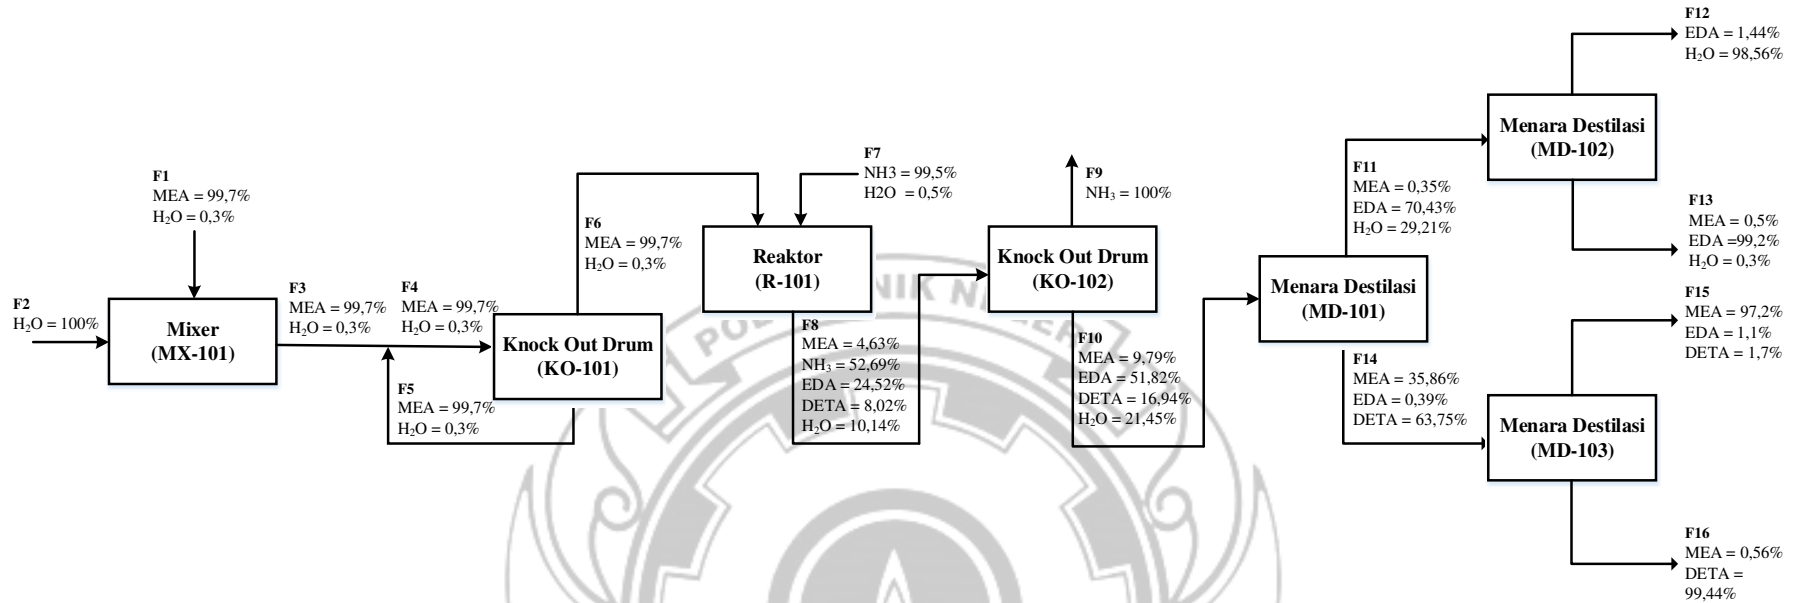 F1
MEA = 99,7%
H₂O = 0,3%
F2
H₂O = 100%
Mixer
(MX-101)
F3
MEA = 99,7%
H₂O = 0,3%
F4
MEA = 99,7%
H₂O = 0,3%
F5
MEA = 99,7%
H₂O = 0,3%
Knock Out Drum
(KO-101)
F6
MEA = 99,7%
H₂O = 0,3%
F7
NH3 = 99,5%
H2O = 0,5%
Reaktor
(R-101)
F8
MEA = 4,63%
NH₃ = 52,69%
EDA = 24,52%
DETA = 8,02%
H₂O = 10,14%
F9
NH₃ = 100%
Knock Out Drum
(KO-102)
F10
MEA = 9,79%
EDA = 51,82%
DETA = 16,94%
H₂O = 21,45%
Menara Destilasi
(MD-101)
F11
MEA = 0,35%
EDA = 70,43%
H₂O = 29,21%
F14
MEA = 35,86%
EDA = 0,39%
DETA = 63,75%
Menara Destilasi
(MD-102)
F12
EDA = 1,44%
H₂O = 98,56%
F13
MEA = 0,5%
EDA =99,2%
H₂O = 0,3%
Menara Destilasi
(MD-103)
F15
MEA = 97,2%
EDA = 1,1%
DETA = 1,7%
F16
MEA = 0,56%
DETA =
99,44%